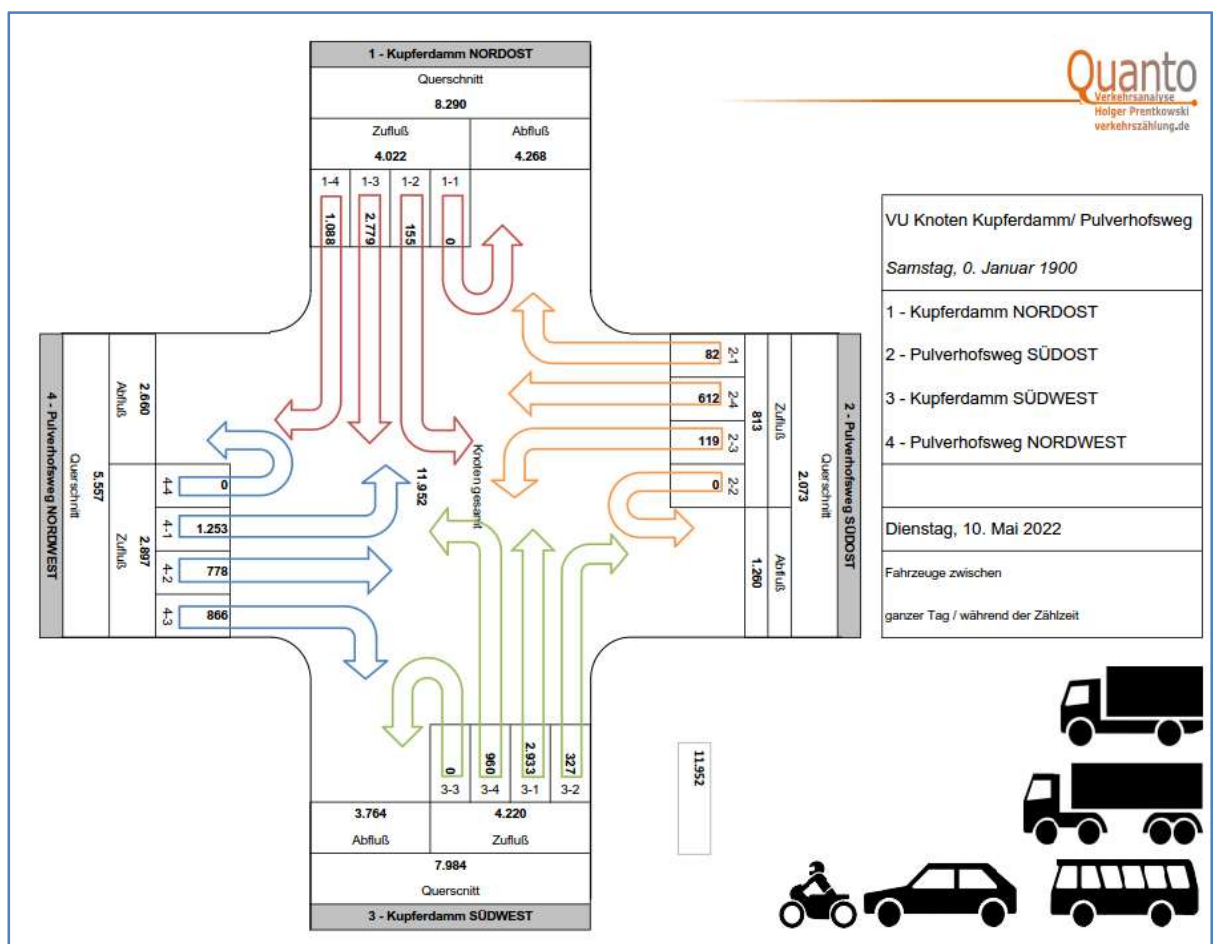 1 - Kupferdamm NORDOST
Querschnitt
8.290
Zufluß
Abfluß
4.022
4.268
1-4
1-3
1-2
1-1
1.088
2.779
155
0
Quanto
Verkehrsanalyse
Holger Prentkowski
verkehrszählung.de
VU Knoten Kupferdamm/ Pulverhofsweg
Samstag, 0. Januar 1900
1 - Kupferdamm NORDOST
2 - Pulverhofsweg SÜDOST
3 - Kupferdamm SÜDWEST
4 - Pulverhofsweg NORDWEST
Dienstag, 10. Mai 2022
Fahrzeuge zwischen
ganzer Tag / während der Zählzeit
82
2-1
612
2-4
119
2-3
0
2-2
Zufluß
813
Abfluß
1.260
Querschnitt
2.073
2 - Pulverhofsweg SÜDOST
4 - Pulverhofsweg NORDWEST
Querschnitt
5.557
Abfluß
2.660
Zufluß
2.897
4-4
0
4-1
1.253
4-2
778
4-3
866
Knoten gesamt
11.952
0
960
2.933
327
3-3
3-4
3-1
3-2
3.764
4.220
Abfluß
Zufluß
7.984
Querscnitt
3 - Kupferdamm SÜDWEST
11.952